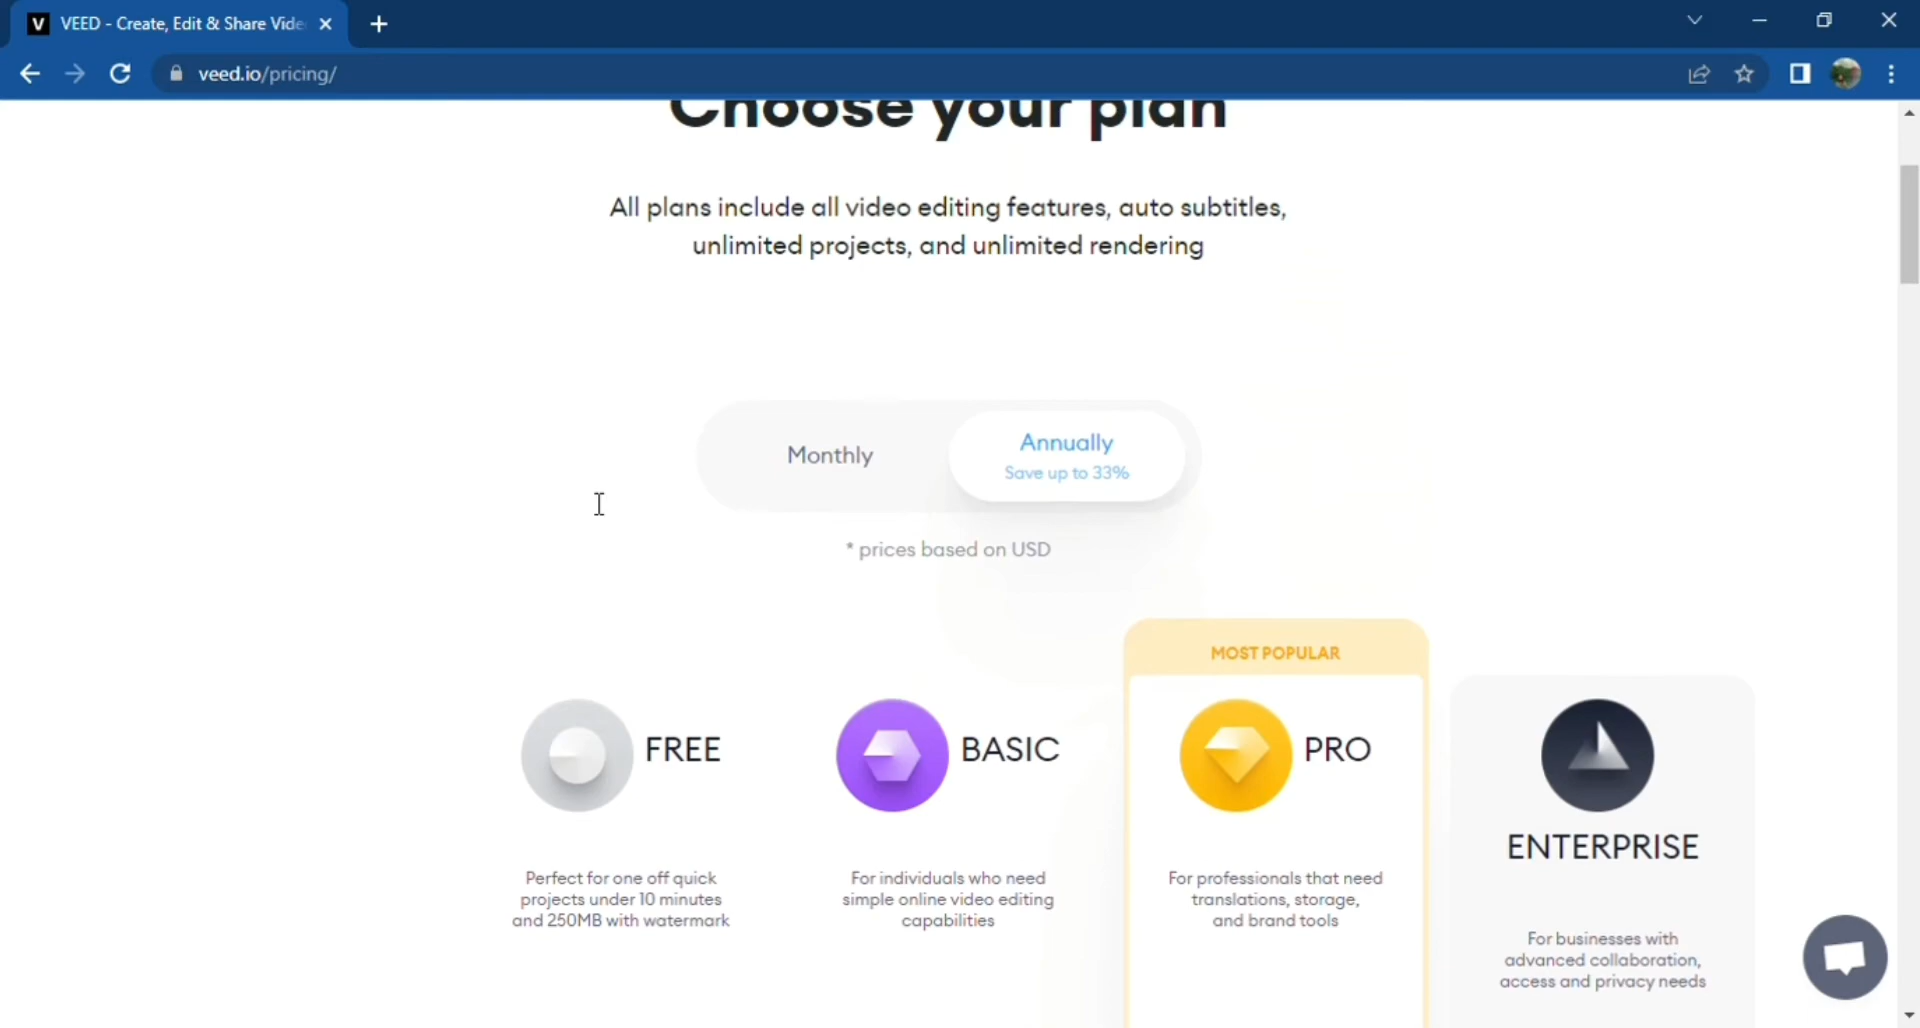 V VEED - Create, Edit & Share Vide
veed.io/pricing/
Choose your plan
All plans include all video editing features, auto subtitles,
unlimited projects, and unlimited rendering
Monthly
Annually
Save up to 33%
* prices based on USD
MOST POPULAR
FREE
BASIC
PRO
ENTERPRISE
Perfect for one off quick
projects under 10 minutes
and 250MB with watermark
For individuals who need
simple online video editing
capabilities
For professionals that need
translations, storage,
and brand tools
For businesses with
advanced collaboration,
access and privacy needs